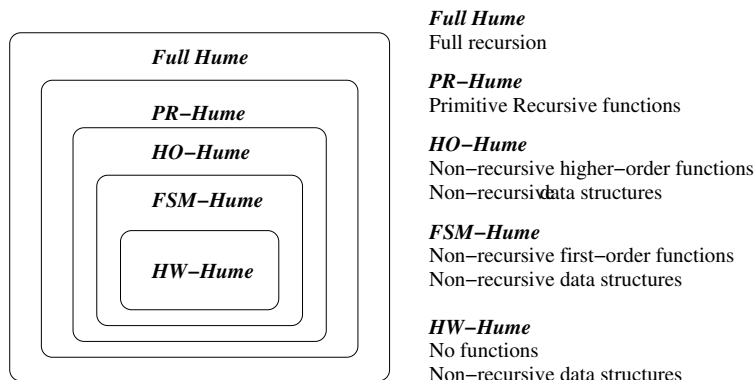 Full Hume
PR−Hume
HO−Hume
FSM−Hume
HW−Hume
Full Hume
Full recursion
PR−Hume
Primitive Recursive functions
HO−Hume
Non−recursive higher−order functions
Non−recursive data structures
FSM−Hume
Non−recursive first−order functions
Non−recursive data structures
HW−Hume
No functions
Non−recursive data structures